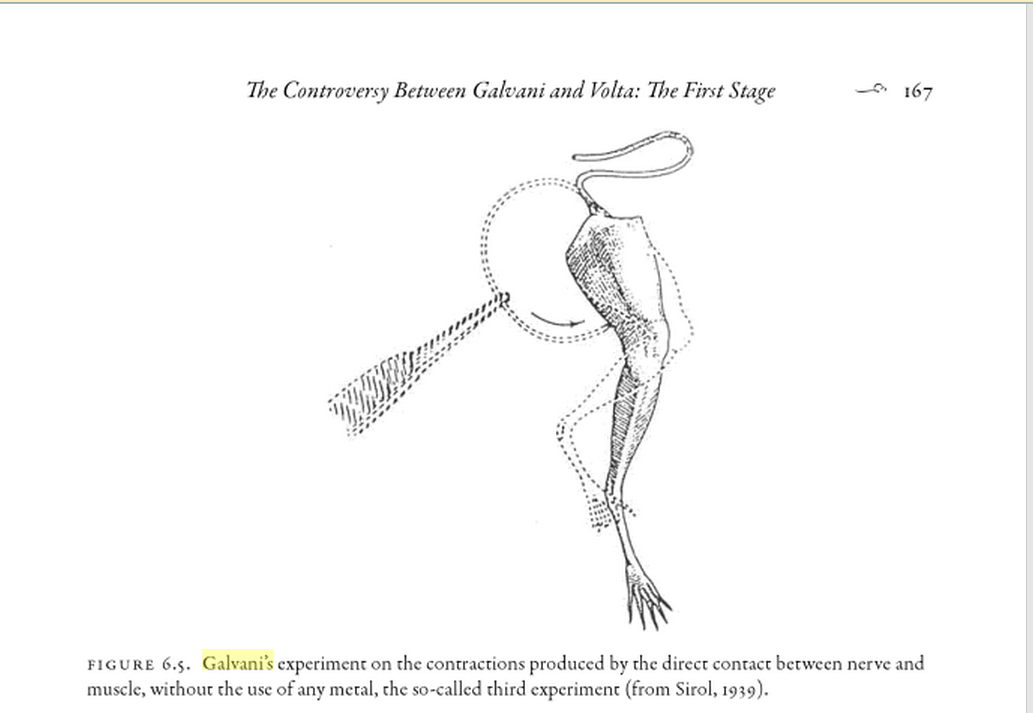 The Controversy Between Galvani and Volta: The First Stage 167
FIGURE 6.5. Galvani’s experiment on the contractions produced by the direct contact between nerve and
muscle, without the use of any metal, the so-called third experiment (from Sirol, 1939).